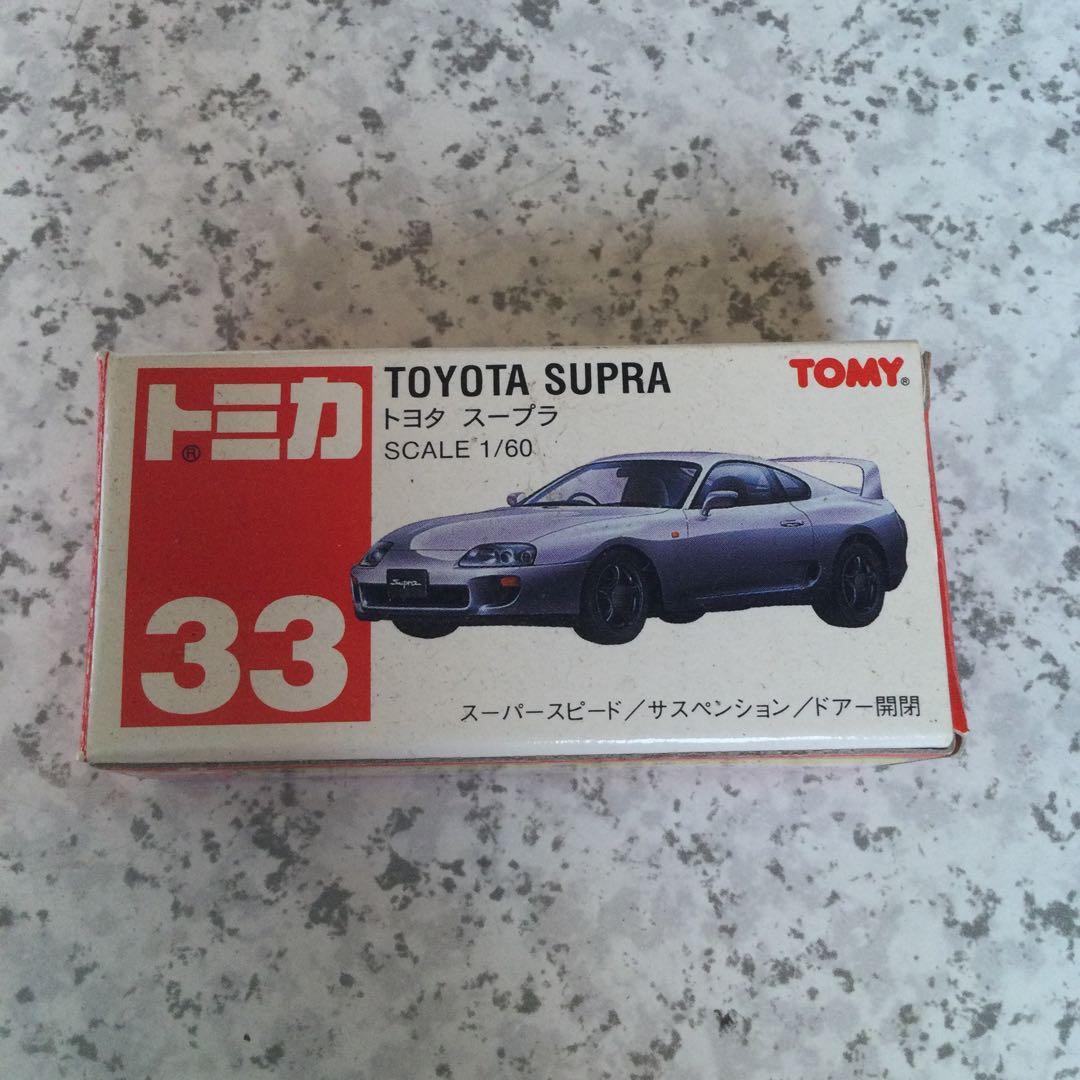 トミカ®
TOYOTA SUPRA
トヨタ スープラ
SCALE 1/60
TOMY®
Supra
33
スーパースピード/サスペンション/ドアー開閉